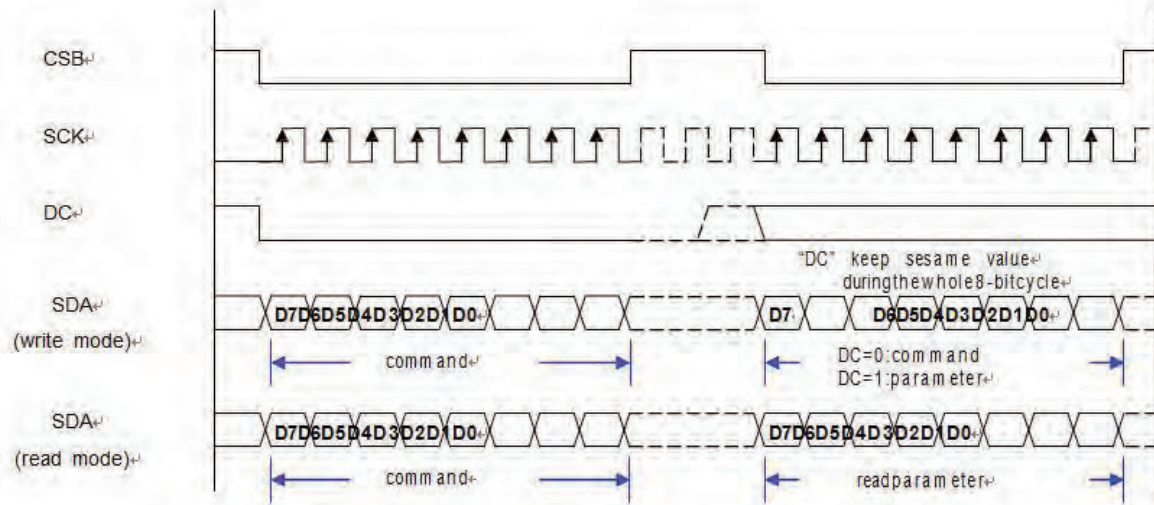 CSB
SCK
DC
"DC" keep sesame value
duringthewhole8-bitcycle
SDA
(write mode)
D7D6D5D4D3D2D1D0
D7 D6D5D4D3D2D1D0
command
DC=0:command
DC=1:parameter
SDA
(read mode)
D7D6D5D4D3D2D1D0
D7D6D5D4D3D2D1D0
command
readparameter